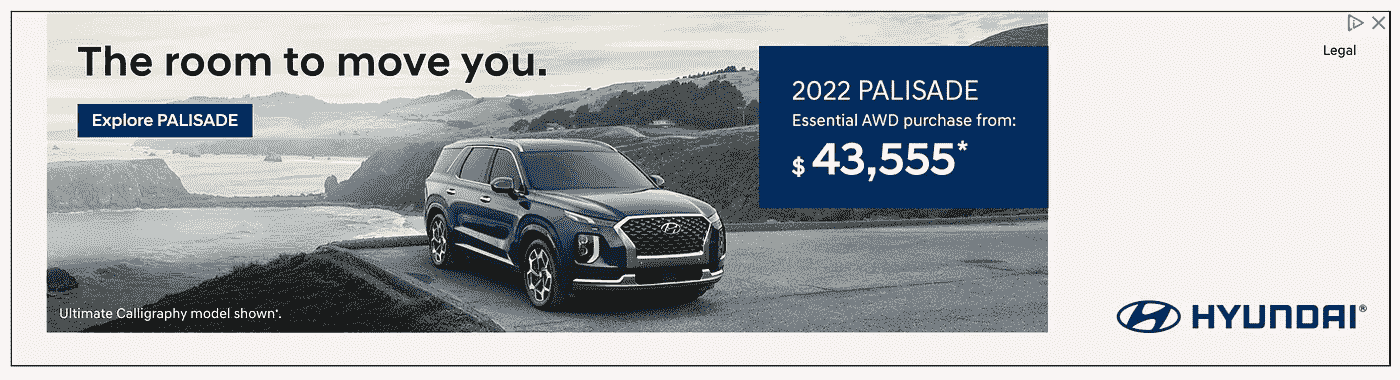 The room to move you.
Explore PALISADE
2022 PALISADE
Essential AWD purchase from:
$ 43,555*
Legal
Ultimate Calligraphy model shown*.
HYUNDAI®